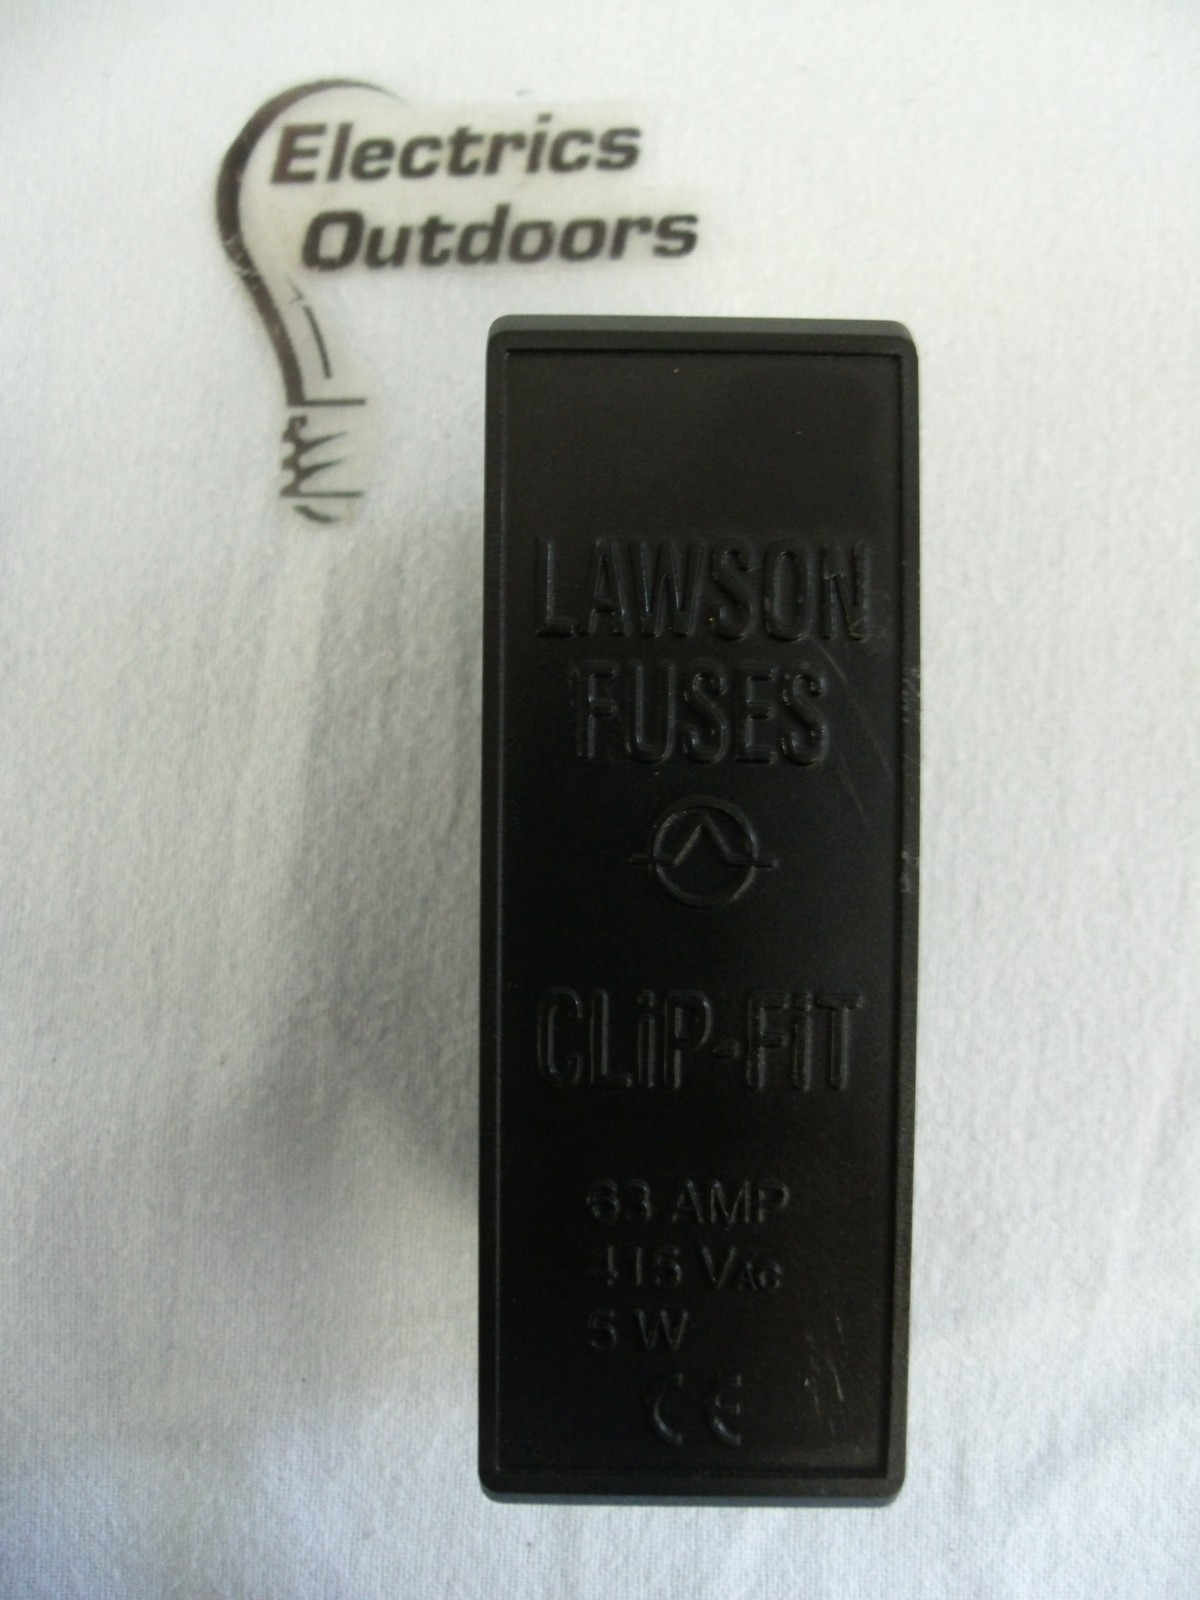 Electrics
Outdoors
LAWSON
FUSES
CLiP-FiT
63 AMP
415 VAC
5 W
CE